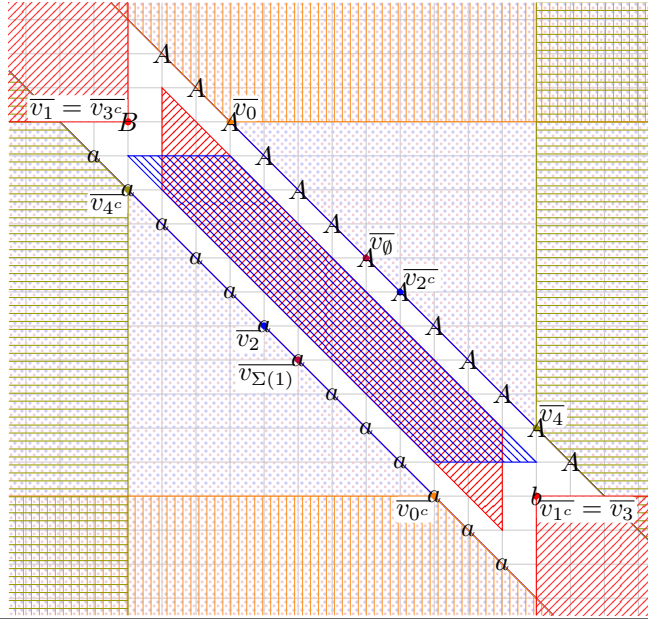 A
A
$\overline{v_1} = \overline{v_{3^c}}$ B A $\overline{v_0}$
a A
a A
$\overline{v_{4^c}}$
a A
$\overline{v_\emptyset}$
a A
$\overline{v_{2^c}}$
a A
a A
$\overline{v_2}$
a A
$\overline{v_{\Sigma(1)}}$
a A
$\overline{v_4}$
a A
a A
a b
$\overline{v_{0^c}}$ $\overline{v_{1^c}} = \overline{v_3}$
a
a